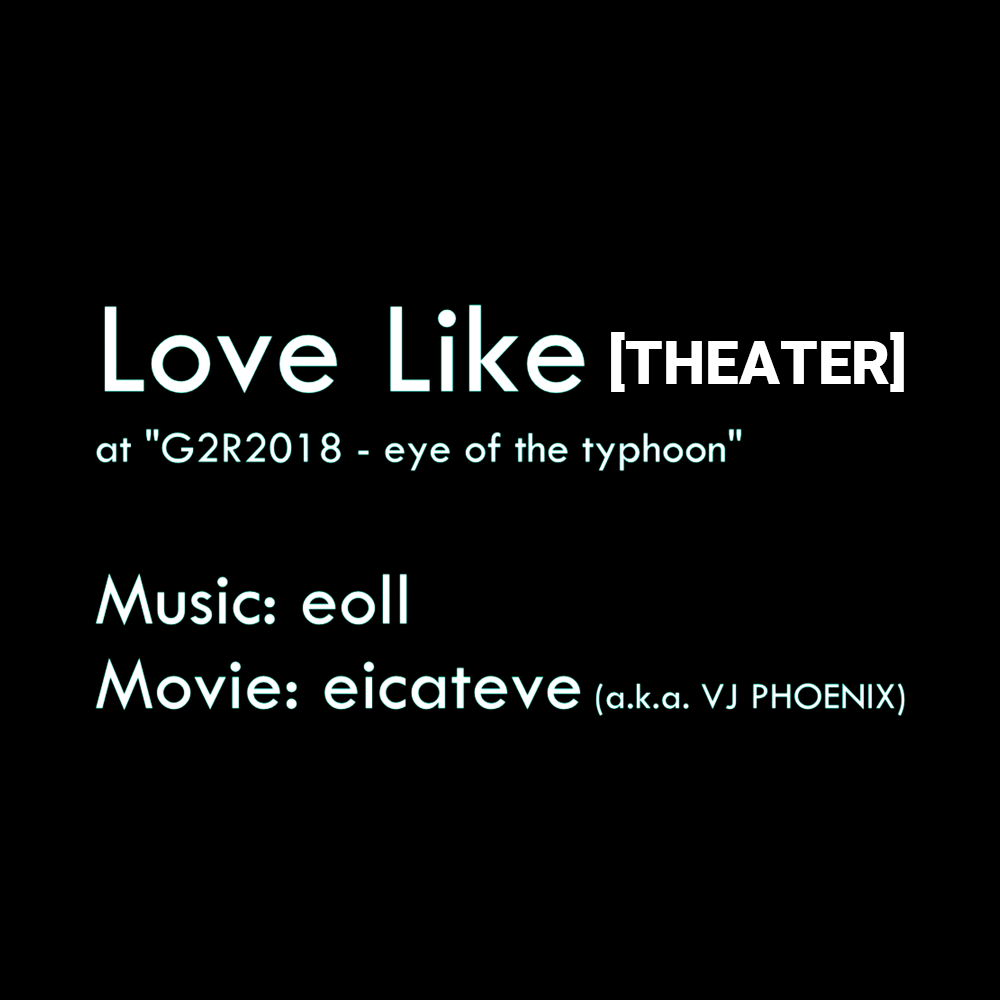 Love Like [THEATER]
at "G2R2018 - eye of the typhoon"
Music: eoll
Movie: eicateve (a.k.a. VJ PHOENIX)